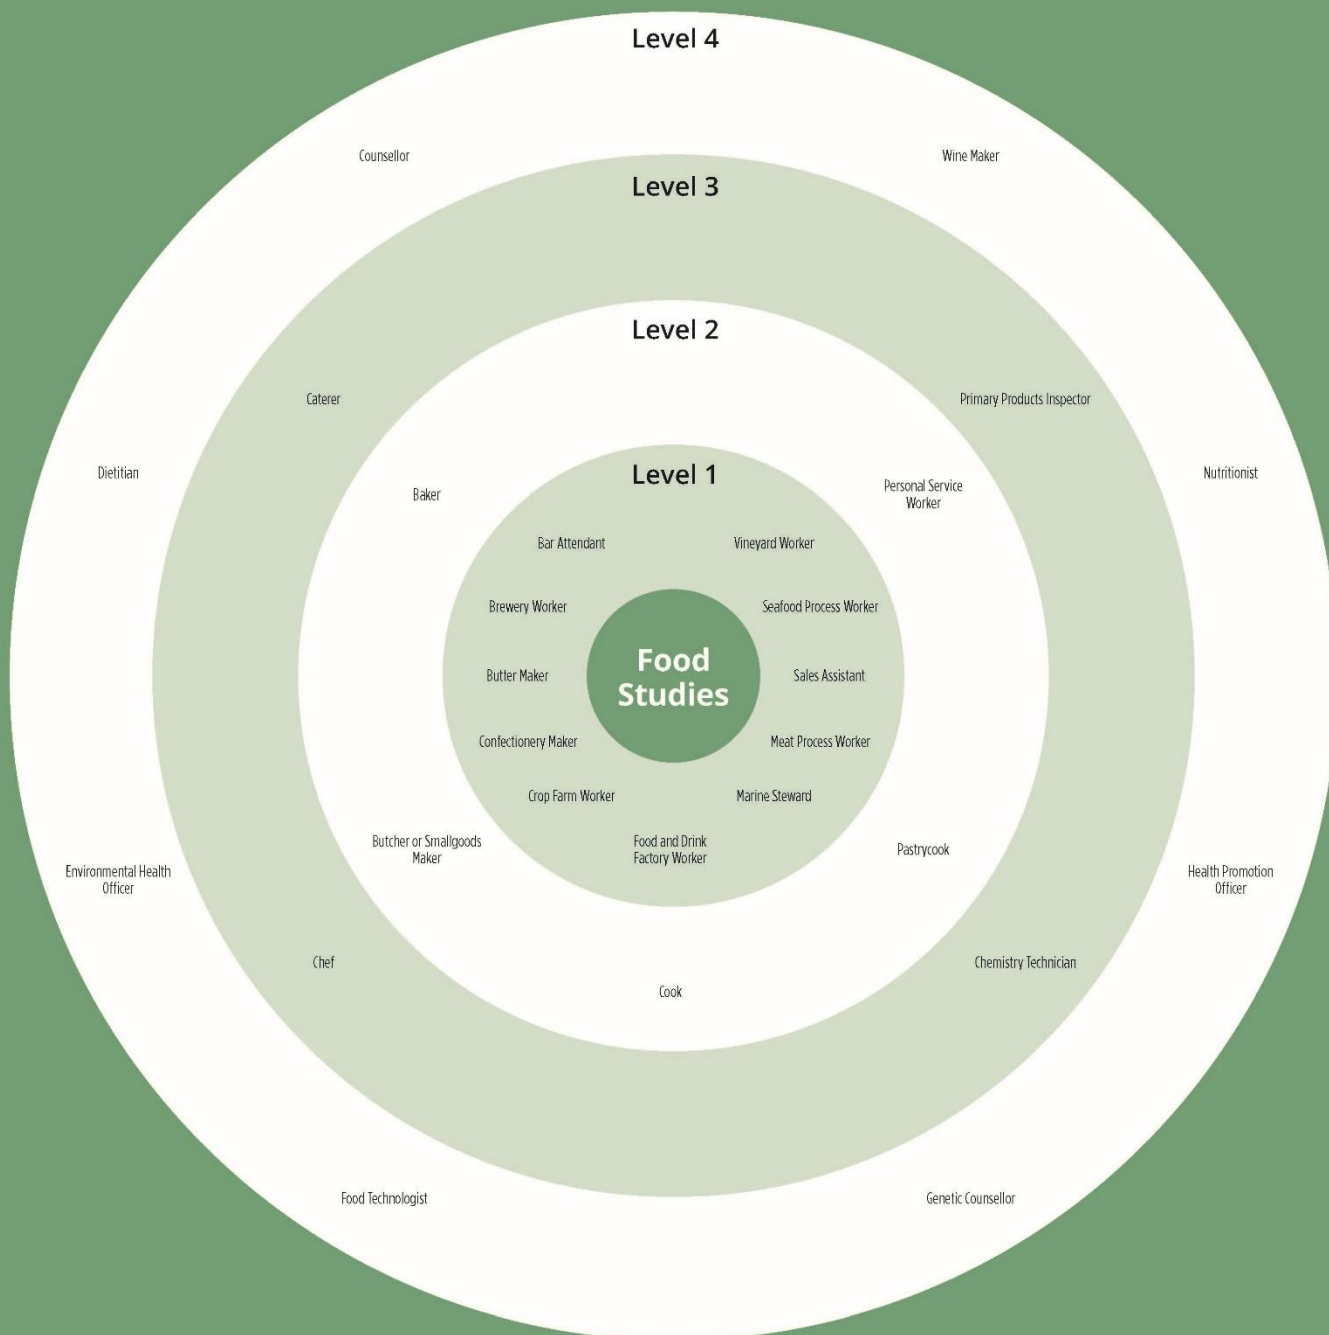 Level 4
Counsellor
Wine Maker
Level 3
Level 2
Caterer
Primary Products Inspector
Dietitian
Nutritionist
Level 1
Baker
Personal Service
Worker
Bar Attendant
Vineyard Worker
Brewery Worker
Seafood Process Worker
Food
Studies
Butter Maker
Sales Assistant
Confectionery Maker
Meat Process Worker
Crop Farm Worker
Marine Steward
Food and Drink
Factory Worker
Butcher or Smallgoods
Maker
Pastrycook
Environmental Health
Officer
Health Promotion
Officer
Chef
Chemistry Technician
Cook
Food Technologist
Genetic Counsellor